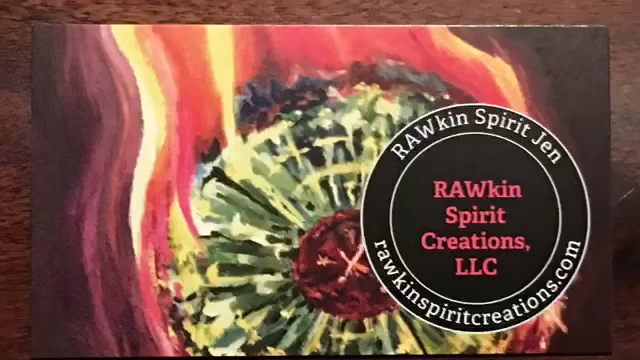 RAWkin Spirit Jen
RAWkin
Spirit
Creations,
LLC
rawkinspiritcreations.com